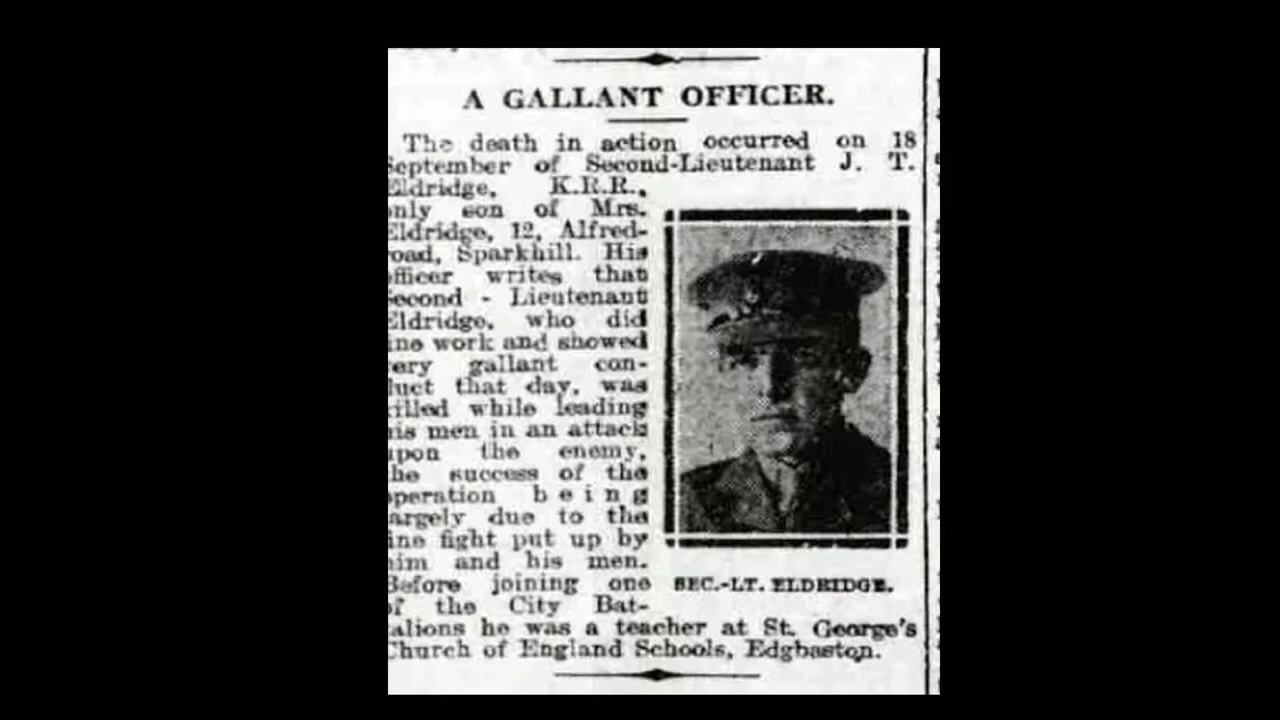 A GALLANT OFFICER.
The death in action occurred on 18
September of Second-Lieutenant J. T.
Eldridge, K.R.R.,
only son of Mrs.
Eldridge, 12, Alfred-
road, Sparkhill. His
officer writes that
Second - Lieutenant
Eldridge, who did
fine work and showed
very gallant con-
duct that day, was
killed while leading
his men in an attack
upon the enemy,
the success of the
operation being
largely due to the
fine fight put up by
him and his men.
Before joining one
of the City Bat-
talions he was a teacher at St. George's
Church of England Schools, Edgbaston.
SEC.-LT. ELDRIDGE.